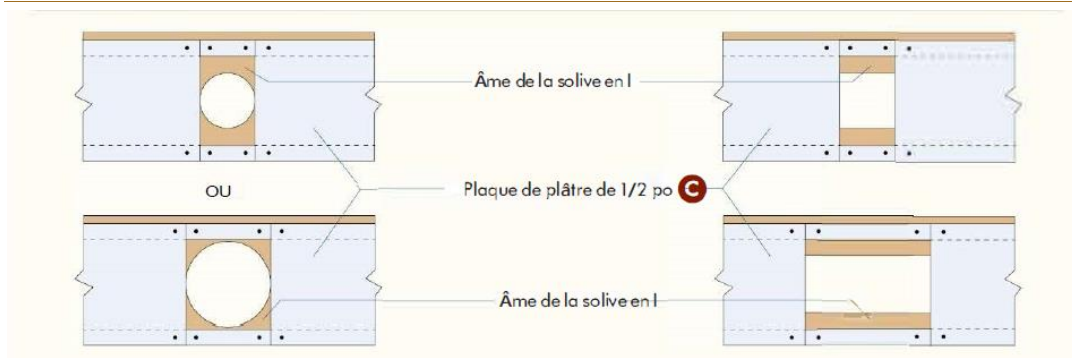 Âme de la solive en I
OU
Plaque de plâtre de 1/2 po C
Âme de la solive en I